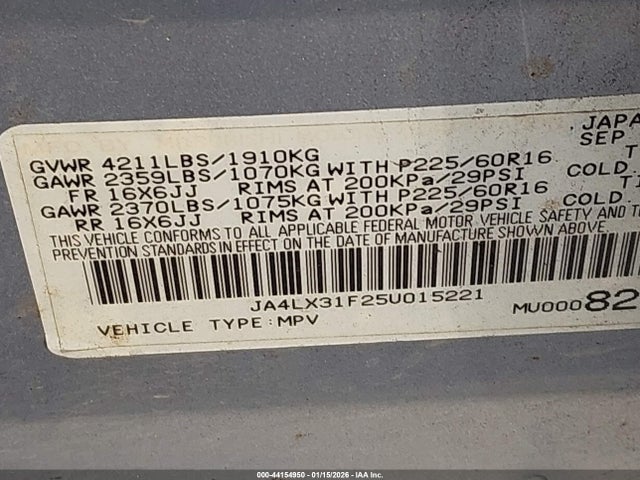 JAPA
SEP
GVWR 4211LBS/1910KG
GAWR 2359LBS/1070KG WITH P225/60R16 T
FR 16X6JJ RIMS AT 200KPa/29PSI COLD.
GAWR 2370LBS/1075KG WITH P225/60R16 T
RR 16X6JJ RIMS AT 200KPa/29PSI COLD.
THIS VEHICLE CONFORMS TO ALL APPLICABLE FEDERAL MOTOR VEHICLE SAFETY AND T
PREVENTION STANDARDS IN EFFECT ON THE DATE OF MANUFACTURE SHOWN ABOVE.
JA4LX31F25U015221
VEHICLE TYPE:MPV MU00082
000-44154950 - 01/15/2026 - IAA Inc.